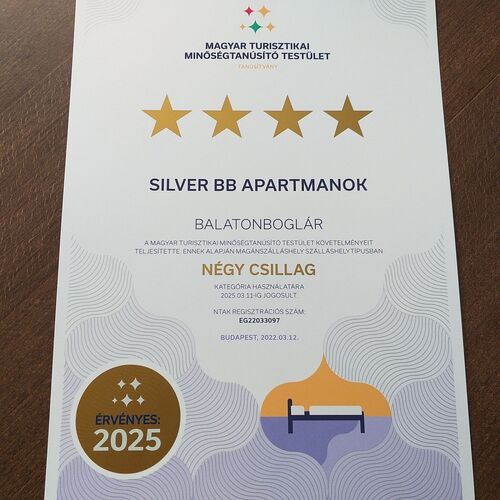 MAGYAR TURISZTIKAI
MINŐSÉGTANÚSÍTÓ TESTÜLET
TANÚSÍTVÁNY
SILVER BB APARTMANOK
BALATONBOGLÁR
A MAGYAR TURISZTIKAI MINŐSÉGTANÚSÍTÓ TESTÜLET KÖVETELMÉNYEIT
TELJESÍTETTE. ENNEK ALAPJÁN MAGÁNSZÁLLÁSHELY SZÁLLÁSHELYTÍPUSBAN
NÉGY CSILLAG
KATEGÓRIA HASZNÁLATÁRA
2025.03.11-IG JOGOSULT.
NTAK REGISZTRÁCIÓS SZÁM:
EG22033097
BUDAPEST, 2022.03.12.
ÉRVÉNYES:
2025